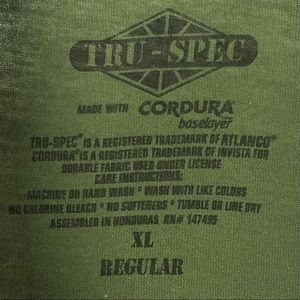 TRU-SPEC
MADE WITH CORDURA®
baselayer
TRU-SPEC® IS A REGISTERED TRADEMARK OF ATLANCO®
CORDURA® IS A REGISTERED TRADEMARK OF INVISTA FOR
DURABLE FABRIC USED UNDER LICENSE
CARE INSTRUCTIONS:
MACHINE OR HAND WASH * WASH WITH LIKE COLORS
NO CHLORINE BLEACH * NO SOFTENERS * TUMBLE OR LINE DRY
ASSEMBLED IN HONDURAS RN# 147495
XL
REGULAR